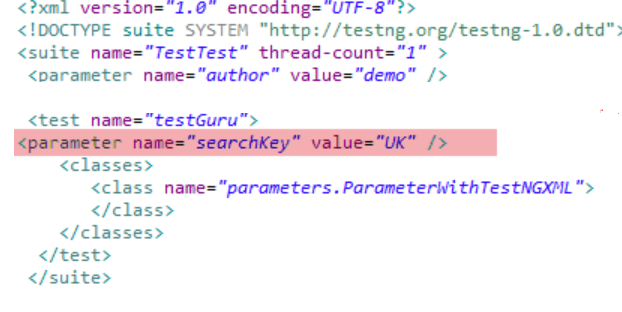 <?xml version="1.0" encoding="UTF-8"?>
<!DOCTYPE suite SYSTEM "http://testng.org/testng-1.0.dtd">
<suite name="TestTest" thread-count="1" >
<parameter name="author" value="demo" />
<test name="testGuru">
<parameter name="searchKey" value="UK" />
<classes>
<class name="parameters.ParameterWithTestNGXML">
</class>
</classes>
</test>
</suite>